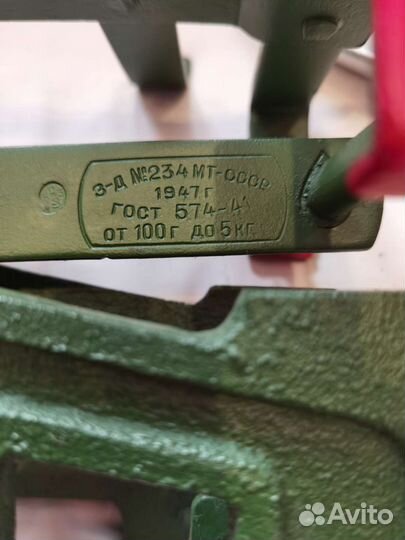 З-Д №234 МТ-СССР
1947 Г
ГОСТ 574-41
ОТ 100 Г ДО 5 КГ.
Avito